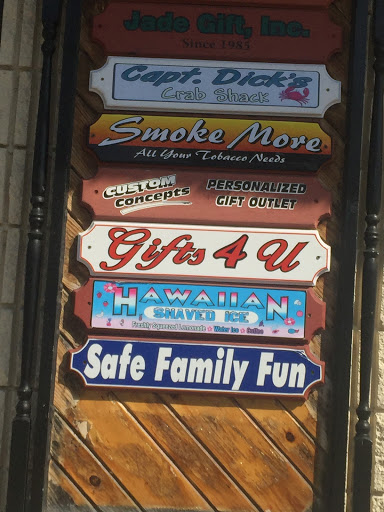 Jade Gift, Inc.
Since 1985
Capt. Dick's
Crab Shack
Smoke More
All Your Tobacco Needs
CUSTOM
Concepts
PERSONALIZED
GIFT OUTLET
Gifts 4 U
HAWAIIAN
SHAVED ICE
Freshly Squeezed Lemonade ★ Water Ice ★ Gelko
Safe Family Fun